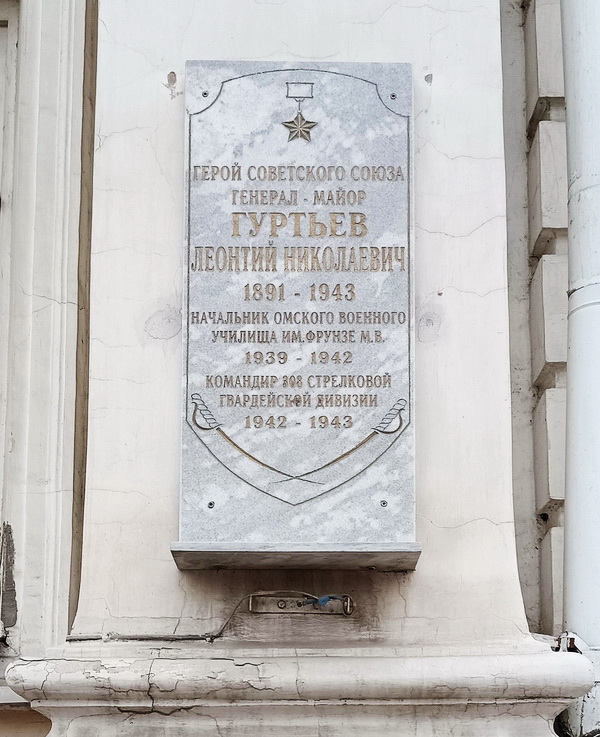 ГЕРОЙ СОВЕТСКОГО СОЮЗА
ГЕНЕРАЛ - МАЙОР
ГУРТЬЕВ
ЛЕОНТИЙ НИКОЛАЕВИЧ
1891 - 1943
НАЧАЛЬНИК ОМСКОГО ВОЕННОГО
УЧИЛИЩА ИМ.ФРУНЗЕ М.В.
1939 - 1942
КОМАНДИР 308 СТРЕЛКОВОЙ
ГВАРДЕЙСКОЙ ДИВИЗИИ
1942 - 1943